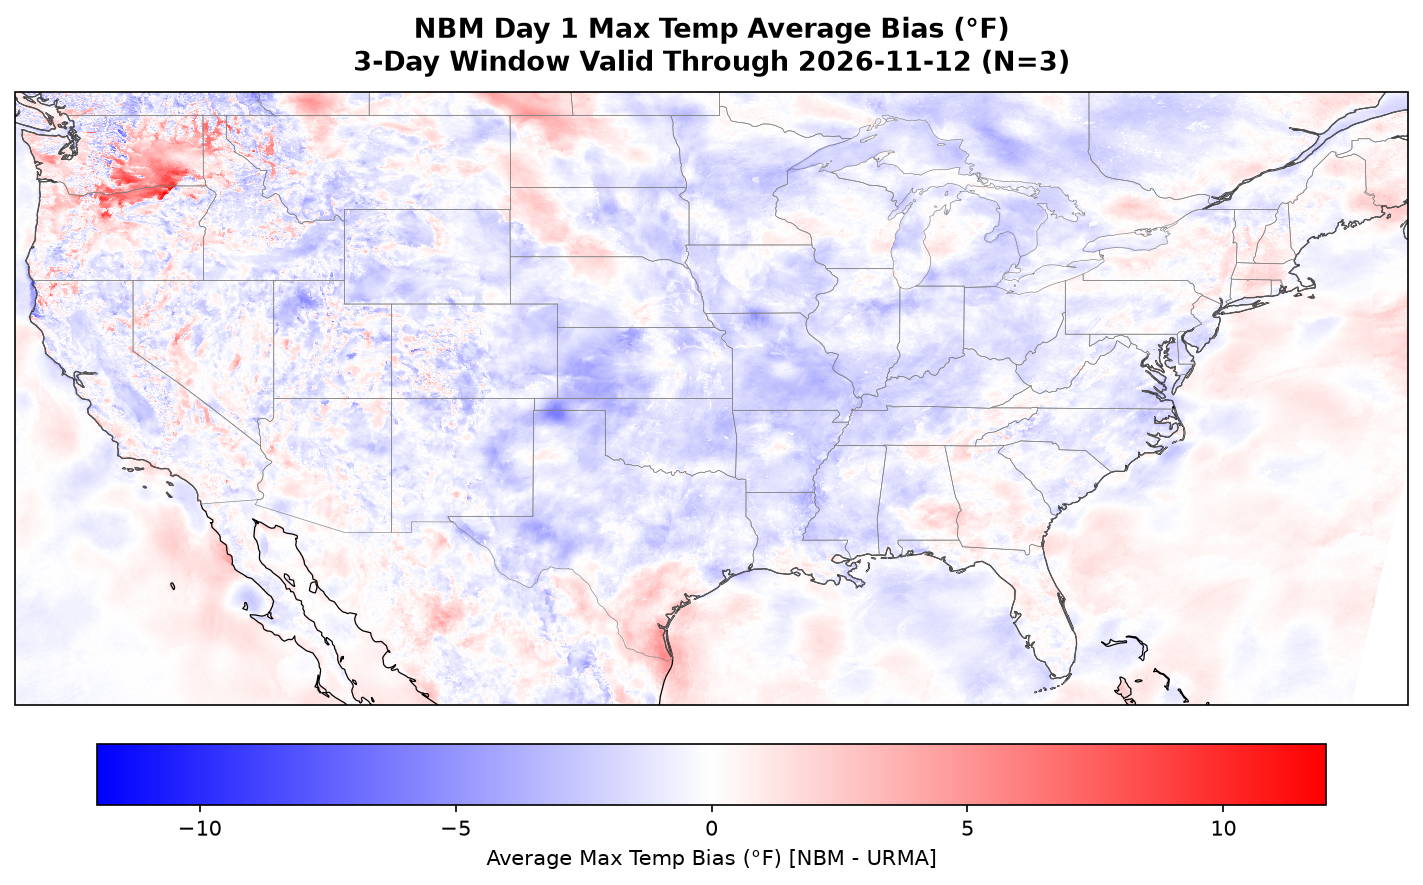 NBM Day 1 Max Temp Average Bias (°F)
3-Day Window Valid Through 2026-11-12 (N=3)
−10 −5 0 5 10
Average Max Temp Bias (°F) [NBM - URMA]